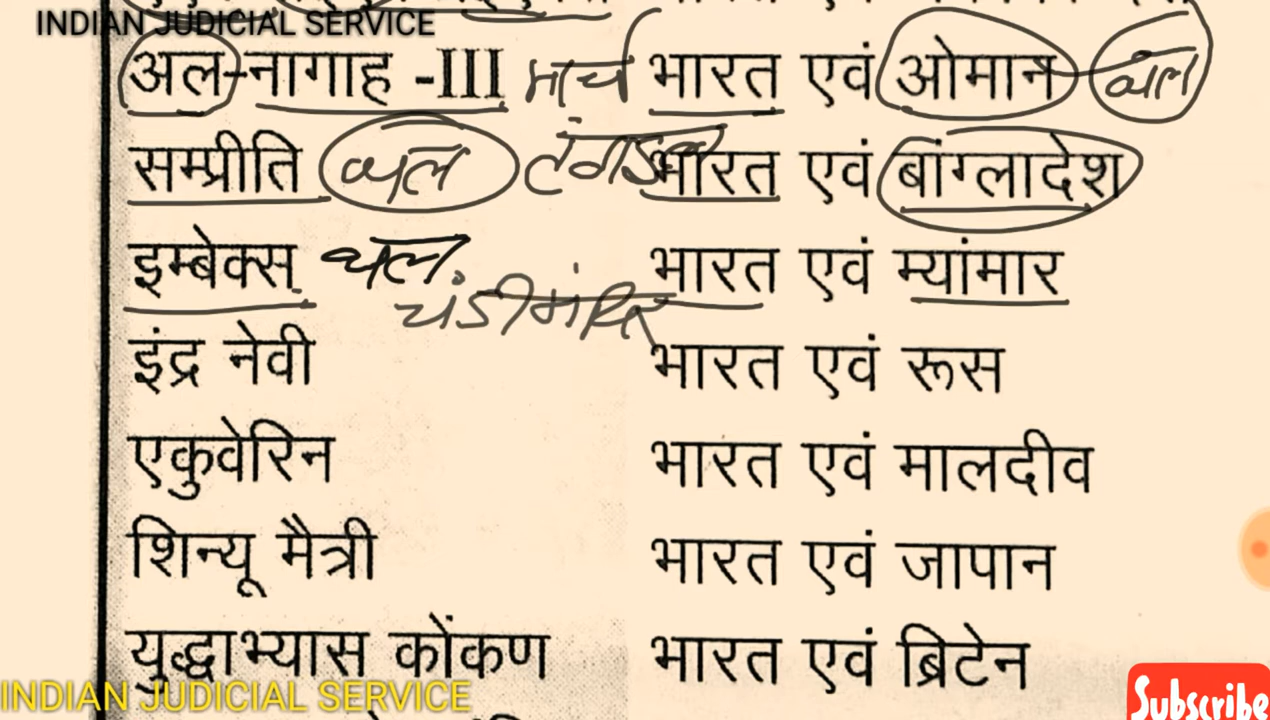 INDIAN JUDICIAL SERVICE
अल-नागाह -III मार्च भारत एवं ओमान थल
सम्प्रीति थल भारत एवं बांग्लादेश
इम्बेक्स थल भारत एवं म्यांमार
चंडीमंदिर
इंद्र नेवी भारत एवं रूस
एकुवेरिन भारत एवं मालदीव
शिन्यू मैत्री भारत एवं जापान
युद्धाभ्यास कोंकण भारत एवं ब्रिटेन
INDIAN JUDICIAL SERVICE
Subscribe